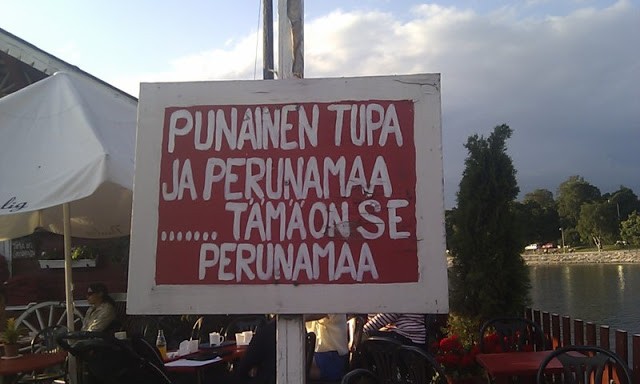 PUNAINEN TUPA
JA PERUNAMAA
....... TÄMÄ ON SE
PERUNAMAA